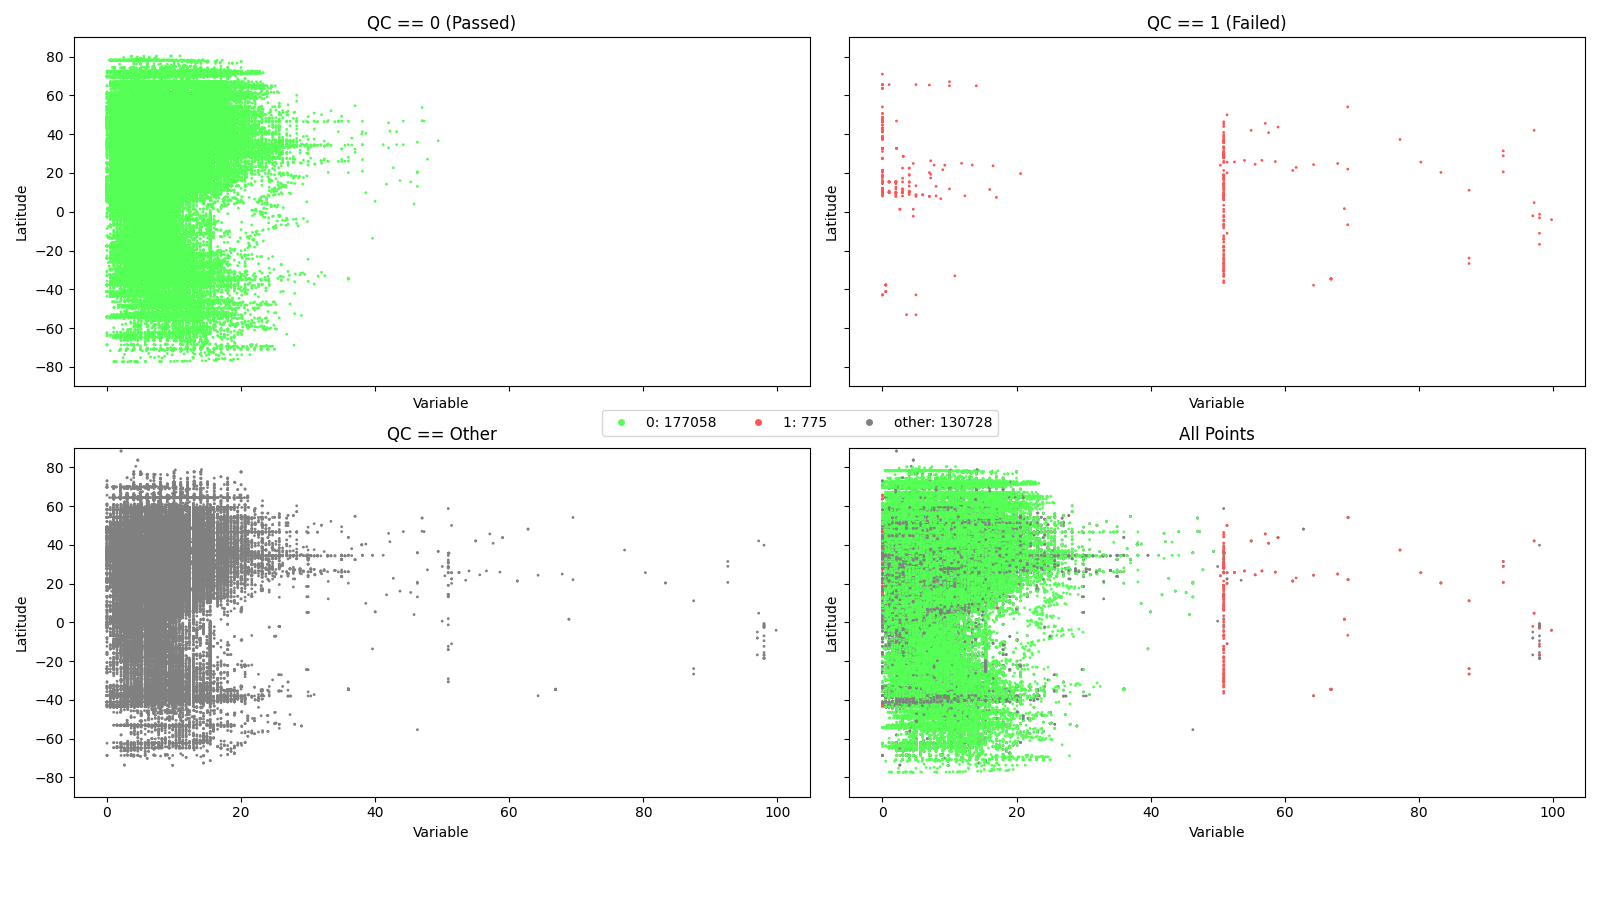 QC == 0 (Passed)
QC == 1 (Failed)
80
60
40
20
0
−20
−40
−60
−80
Latitude
Latitude
Variable
Variable
0: 177058 1: 775 other: 130728
QC == Other
All Points
80
60
40
20
0
−20
−40
−60
−80
Latitude
Latitude
0 20 40 60 80 100
0 20 40 60 80 100
Variable
Variable